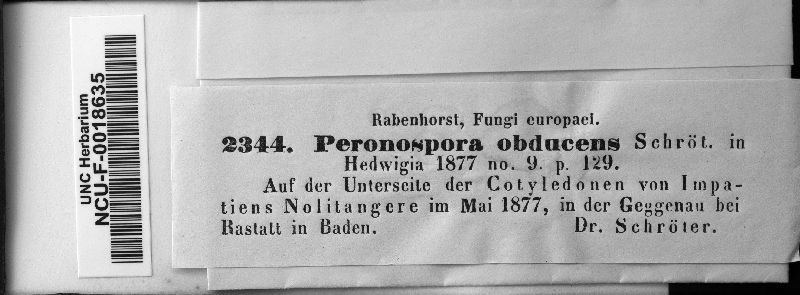 UNC Herbarium
NCU-F-0018635
Rabenhorst, Fungi europaei.
2344. Peronospora obducens Schröt. in
Hedwigia 1877 no. 9. p. 129.
Auf der Unterseite der Cotyledonen von Impa-
tiens Nolitangere im Mai 1877, in der Geggenau bei
Rastatt in Baden. Dr. Schröter.